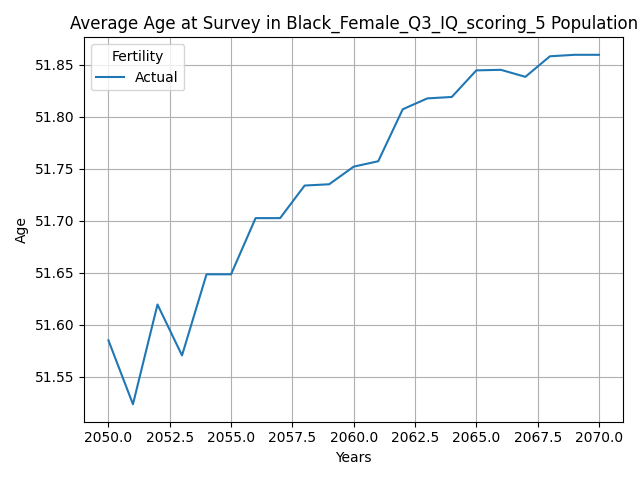 Average Age at Survey in Black_Female_Q3_IQ_scoring_5 Population
Fertility
Actual
51.85
51.80
51.75
51.70
51.65
51.60
51.55
Age
2050.0 2052.5 2055.0 2057.5 2060.0 2062.5 2065.0 2067.5 2070.0
Years